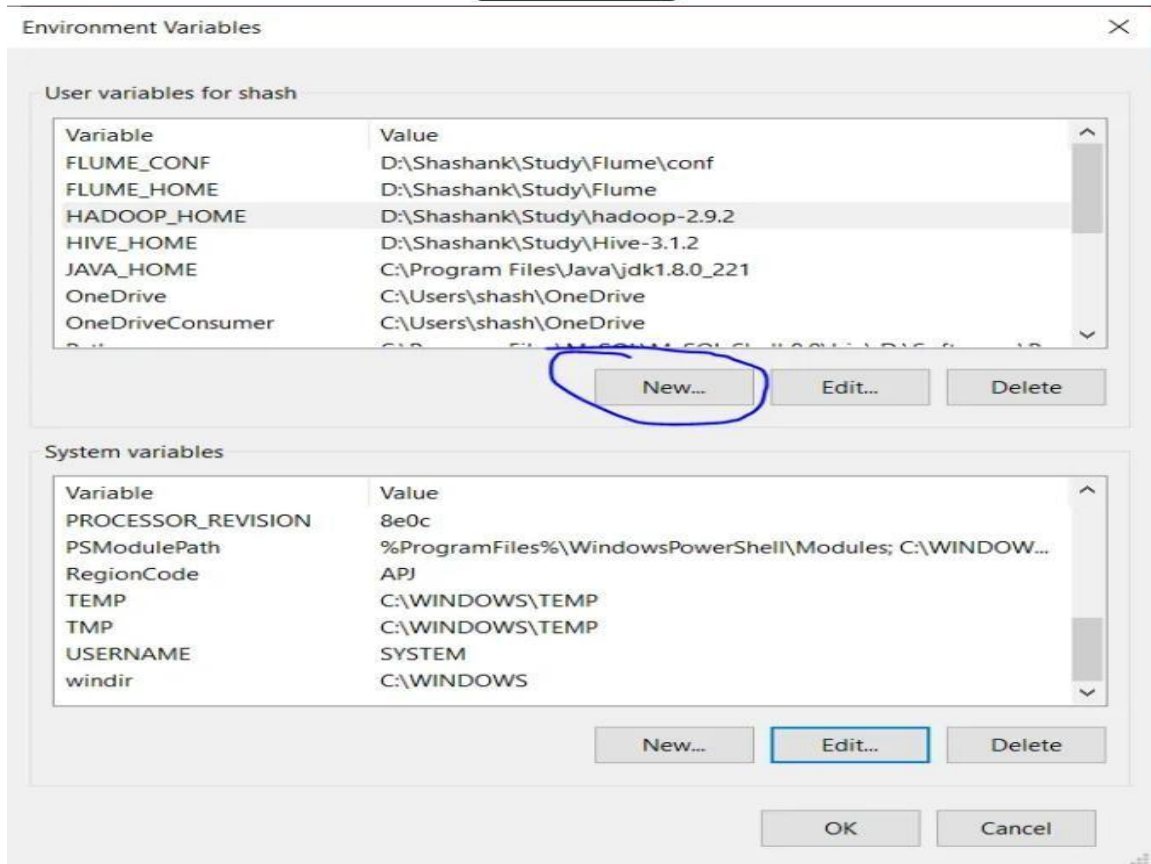 Environment Variables
User variables for shash
Variable Value
FLUME_CONF D:\Shashank\Study\Flume\conf
FLUME_HOME D:\Shashank\Study\Flume
HADOOP_HOME D:\Shashank\Study\hadoop-2.9.2
HIVE_HOME D:\Shashank\Study\Hive-3.1.2
JAVA_HOME C:\Program Files\Java\jdk1.8.0_221
OneDrive C:\Users\shash\OneDrive
OneDriveConsumer C:\Users\shash\OneDrive
New... Edit... Delete
System variables
Variable Value
PROCESSOR_REVISION 8e0c
PSModulePath %ProgramFiles%\WindowsPowerShell\Modules; C:\WINDOW...
RegionCode APJ
TEMP C:\WINDOWS\TEMP
TMP C:\WINDOWS\TEMP
USERNAME SYSTEM
windir C:\WINDOWS
New... Edit... Delete
OK Cancel